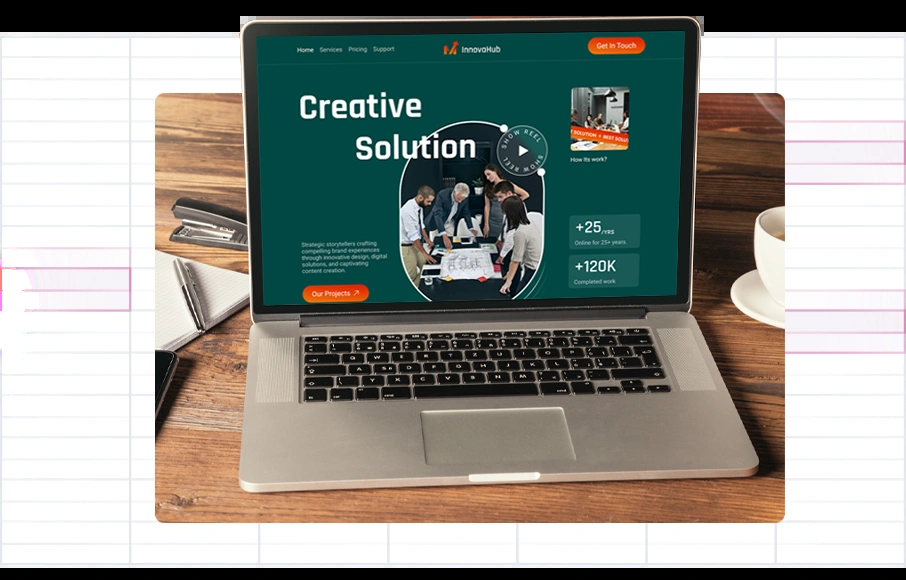 Home Services Pricing Support
InnovaHub
Get In Touch
Creative
Solution
SHOW REEL SHOW REEL
SOLUTION + BEST SOLUT
How Its work?
Strategic storytellers crafting
compelling brand experiences
through innovative design, digital
solutions, and captivating
content creation.
Our Projects
+25/YRS
Online for 25+ years.
+120K
Completed work